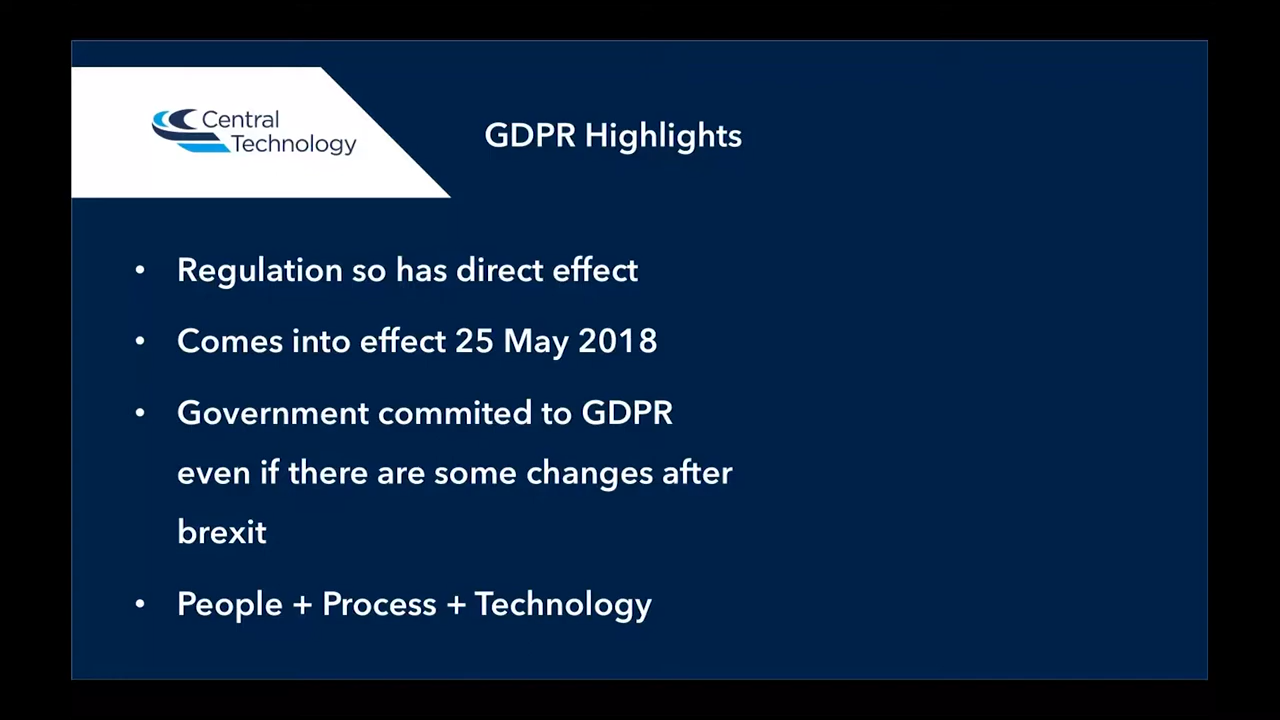 Central
Technology
GDPR Highlights
• Regulation so has direct effect
• Comes into effect 25 May 2018
• Government commited to GDPR
even if there are some changes after
brexit
• People + Process + Technology